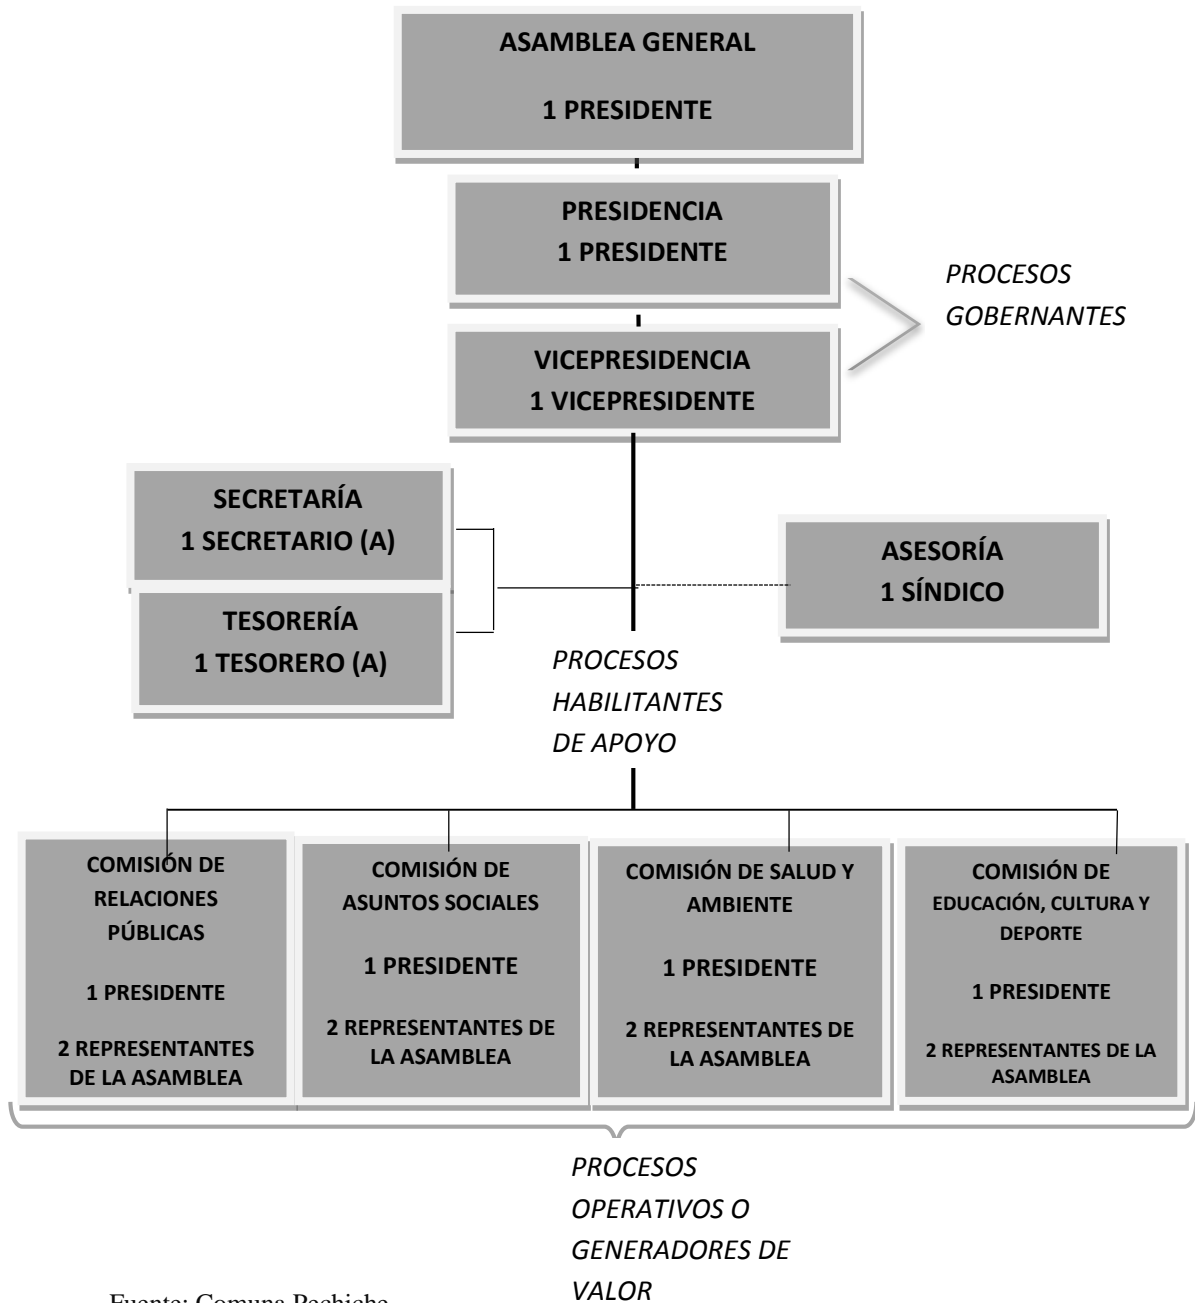 ASAMBLEA GENERAL
1 PRESIDENTE
PRESIDENCIA
1 PRESIDENTE
PROCESOS
GOBERNANTES
VICEPRESIDENCIA
1 VICEPRESIDENTE
SECRETARÍA
1 SECRETARIO (A)
ASESORÍA
1 SÍNDICO
TESORERÍA
1 TESORERO (A)
PROCESOS
HABILITANTES
DE APOYO
COMISIÓN DE
RELACIONES
PÚBLICAS
1 PRESIDENTE
2 REPRESENTANTES
DE LA ASAMBLEA
COMISIÓN DE
ASUNTOS SOCIALES
1 PRESIDENTE
2 REPRESENTANTES DE
LA ASAMBLEA
COMISIÓN DE SALUD Y
AMBIENTE
1 PRESIDENTE
2 REPRESENTANTES DE
LA ASAMBLEA
COMISIÓN DE
EDUCACIÓN, CULTURA Y
DEPORTE
1 PRESIDENTE
2 REPRESENTANTES DE LA
ASAMBLEA
PROCESOS
OPERATIVOS O
GENERADORES DE
VALOR
Fuente: Comuna Pechiche